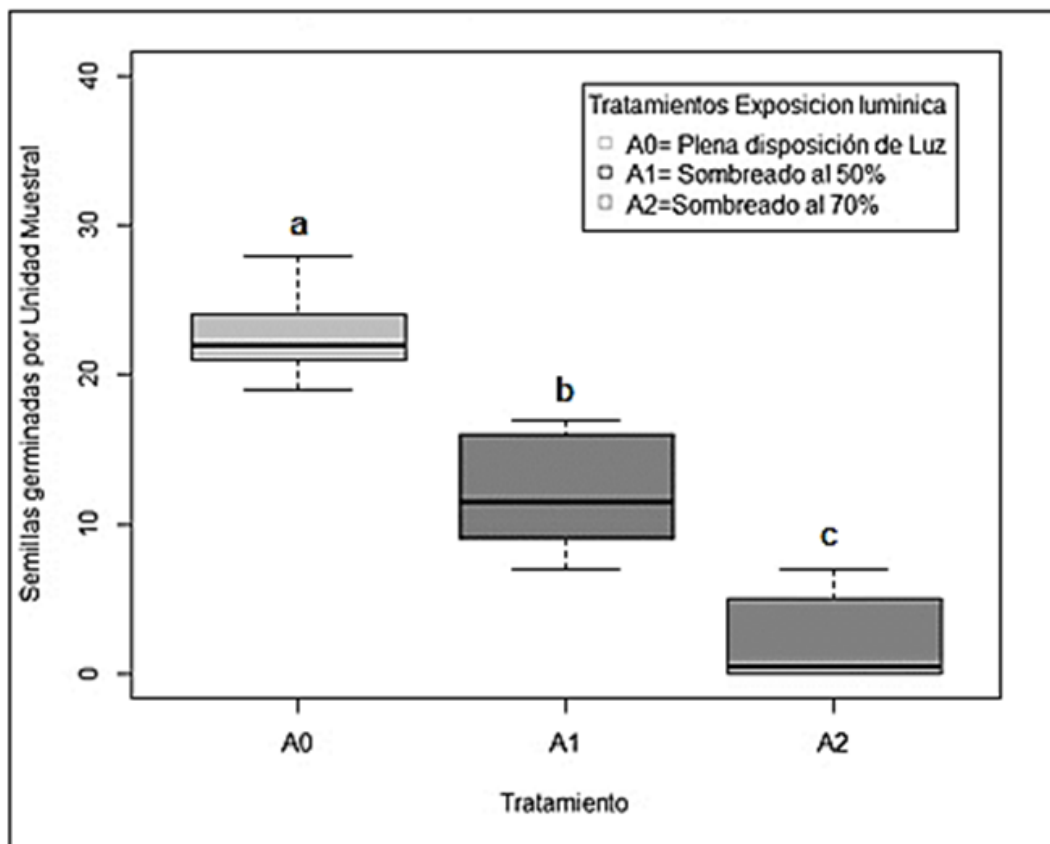 Semillas germinadas por Unidad Muestral
40
30
20
10
0
Tratamientos Exposicion luminica
A0= Plena disposición de Luz
A1= Sombreado al 50%
A2=Sombreado al 70%
a
b
c
A0
A1
A2
Tratamiento